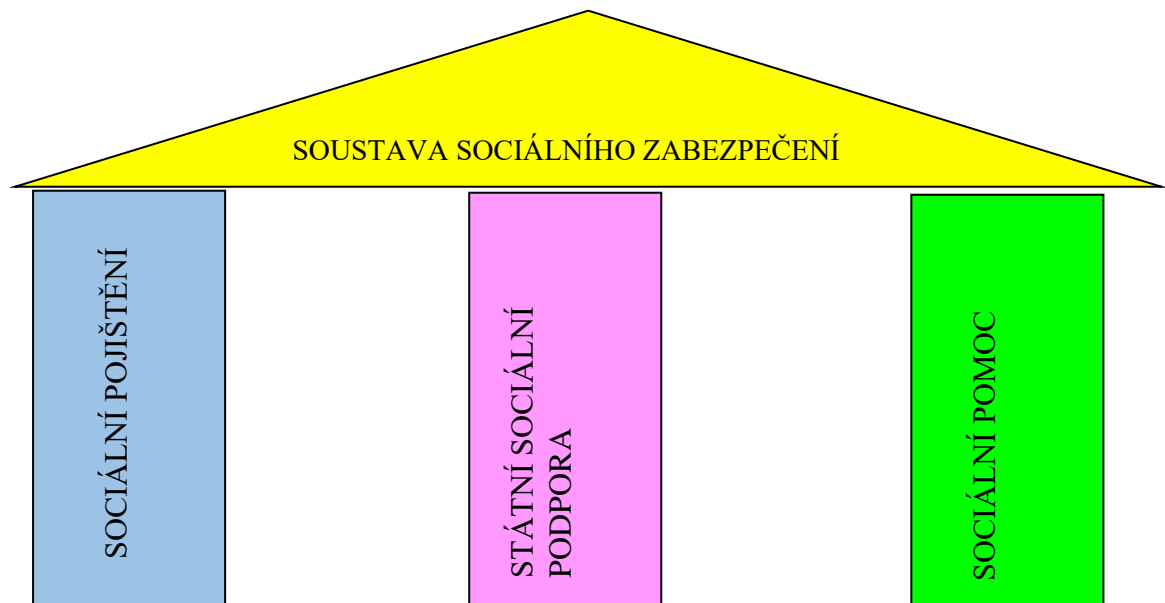 SOUSTAVA SOCIÁLNÍHO ZABEZPEČENÍ
SOCIÁLNÍ POJIŠTĚNÍ
STÁTNÍ SOCIÁLNÍ
PODPORA
SOCIÁLNÍ POMOC